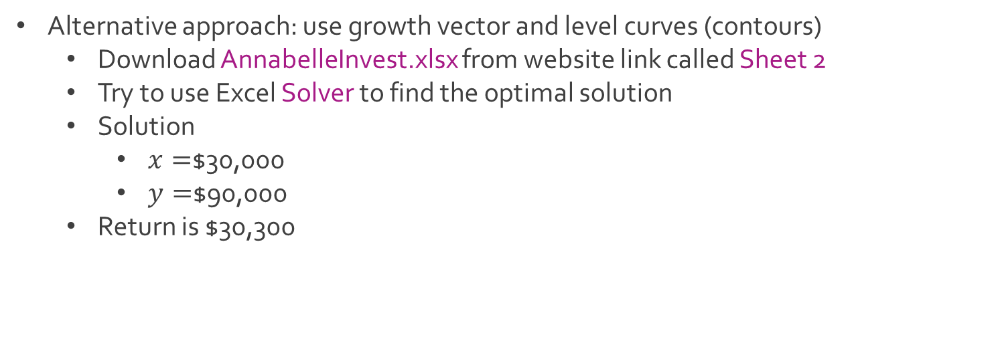 • Alternative approach: use growth vector and level curves (contours)
• Download AnnabelleInvest.xlsx from website link called Sheet 2
• Try to use Excel Solver to find the optimal solution
• Solution
• x =$30,000
• y =$90,000
• Return is $30,300